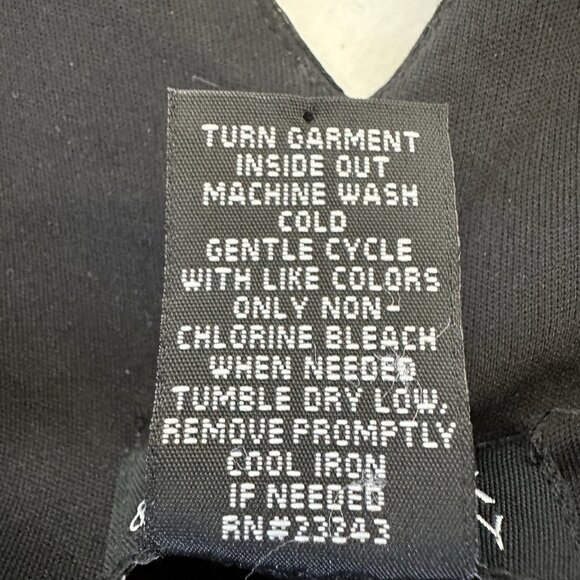 TURN GARMENT
INSIDE OUT
MACHINE WASH
COLD
GENTLE CYCLE
WITH LIKE COLORS
ONLY NON-
CHLORINE BLEACH
WHEN NEEDED
TUMBLE DRY LOW.
REMOVE PROMPTLY
COOL IRON
IF NEEDED
RN#23243
&